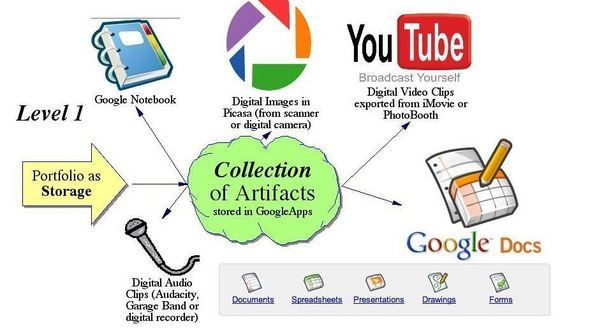 Level 1
Portfolio as
Storage
Google Notebook
Digital Images in
Picasa (from scanner
or digital camera)
You Tube
Broadcast Yourself
Digital Video Clips
exported from iMovie or
PhotoBooth
Collection
of Artifacts
stored in GoogleApps
Google Docs
Digital Audio
Clips (Audacity,
Garage Band or
digital recorder)
Documents
Spreadsheets
Presentations
Drawings
Forms